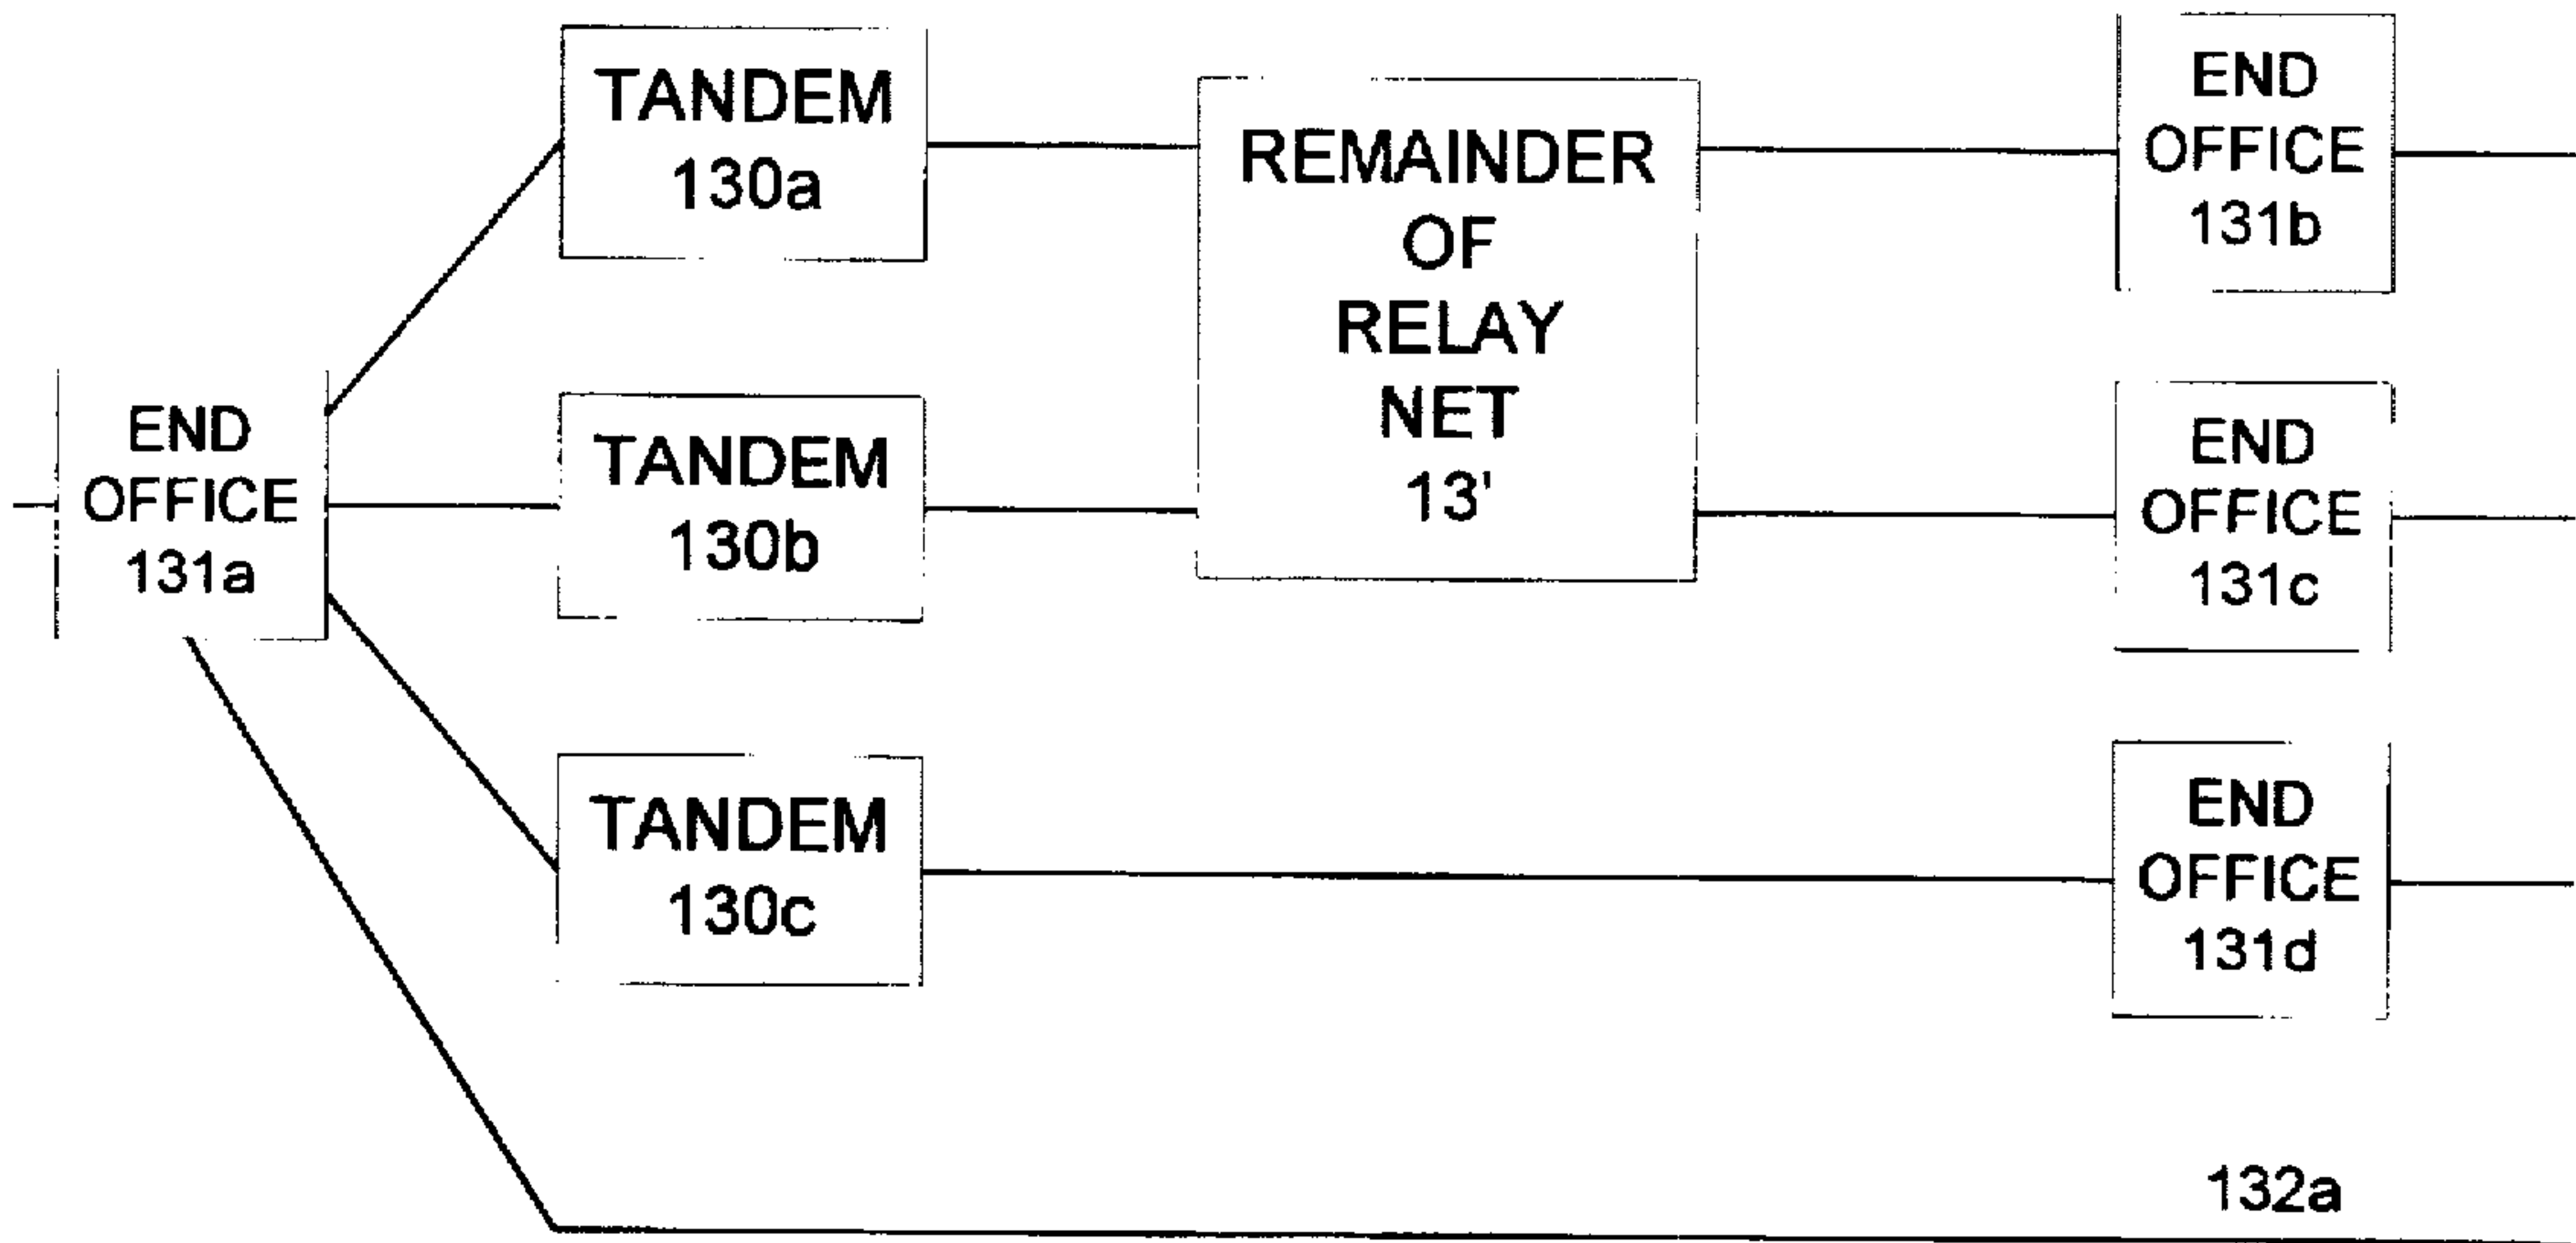 END
OFFICE
131a
TANDEM
130a
TANDEM
130b
TANDEM
130c
REMAINDER
OF
RELAY
NET
13'
END
OFFICE
131b
END
OFFICE
131c
END
OFFICE
131d
132a